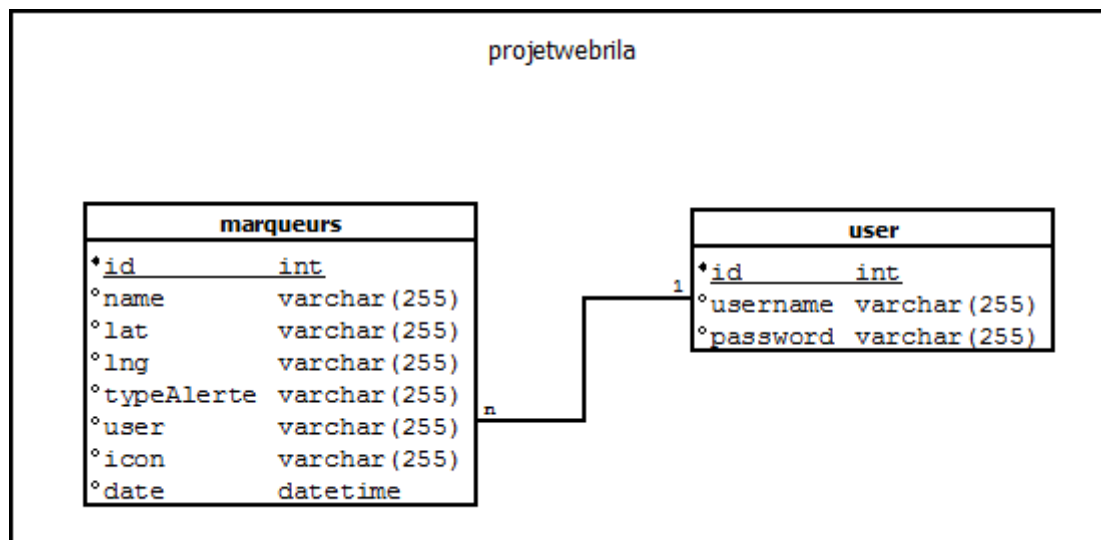 projetwebrila
marqueurs
id int
name varchar(255)
lat varchar(255)
lng varchar(255)
typeAlerte varchar(255)
user varchar(255)
icon varchar(255)
date datetime
n
1
user
id int
username varchar(255)
password varchar(255)